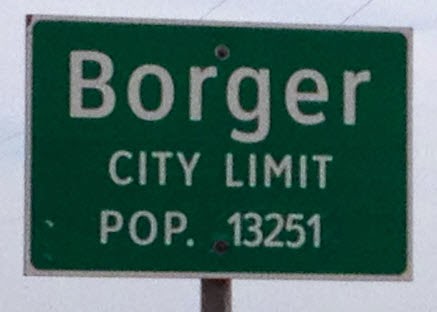 Borger
CITY LIMIT
POP. 13251